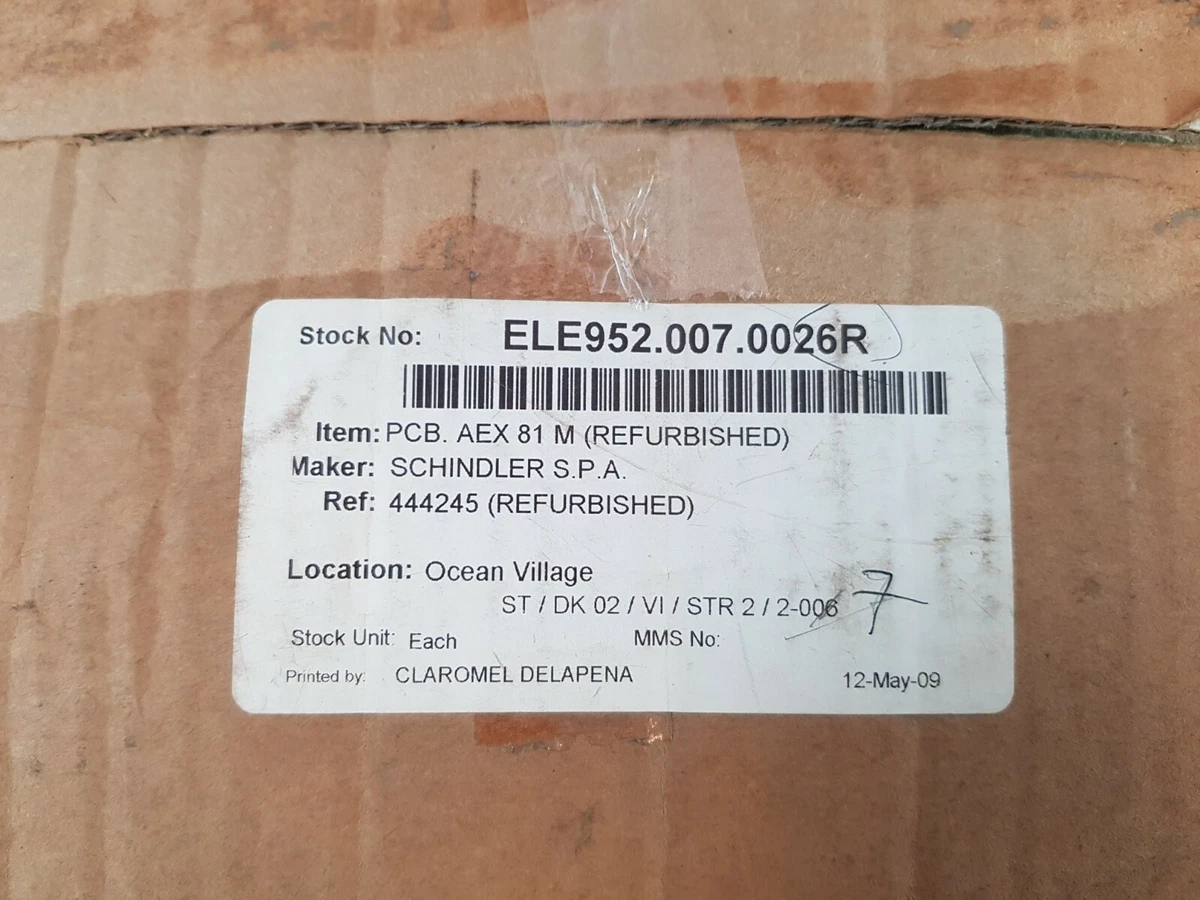 Stock No: ELE952.007.0026R
Item: PCB. AEX 81 M (REFURBISHED)
Maker: SCHINDLER S.P.A.
Ref: 444245 (REFURBISHED)
Location: Ocean Village
ST / DK 02 / VI / STR 2 / 2-006 7
Stock Unit: Each MMS No:
Printed by: CLAROMEL DELAPENA 12-May-09